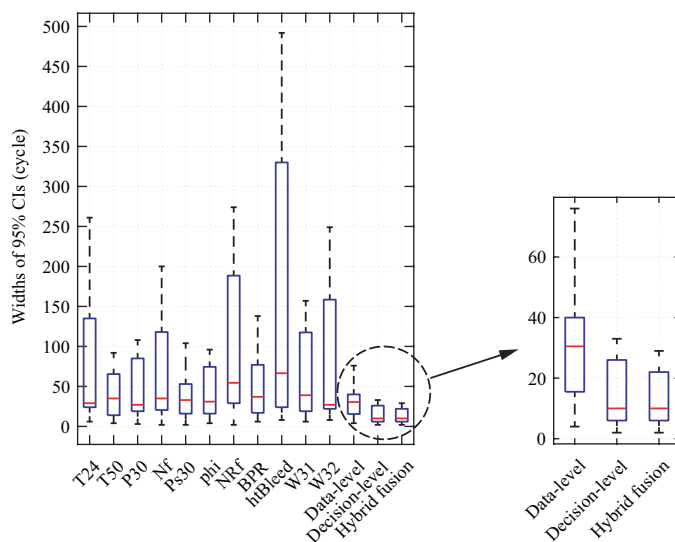 Widths of 95% CIs (cycle)
500
450
400
350
300
250
200
150
100
50
0
T24
T50
P30
Nf
Ps30
phi
NRf
BPR
htBleed
W31
W32
Data-level
Decision-level
Hybrid fusion
60
40
20
0
Data-level
Decision-level
Hybrid fusion